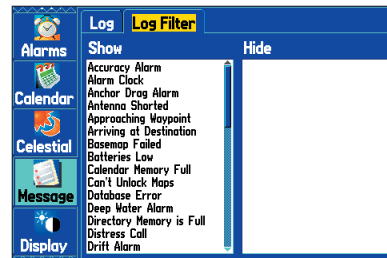 Log Log Filter
Alarms
Calendar
Celestial
Message
Display
Show
Accuracy Alarm
Alarm Clock
Anchor Drag Alarm
Antenna Shorted
Approaching Waypoint
Arriving at Destination
Basemap Failed
Batteries Low
Calendar Memory Full
Can't Unlock Maps
Database Error
Deep Water Alarm
Directory Memory is Full
Distress Call
Drift Alarm
Hide